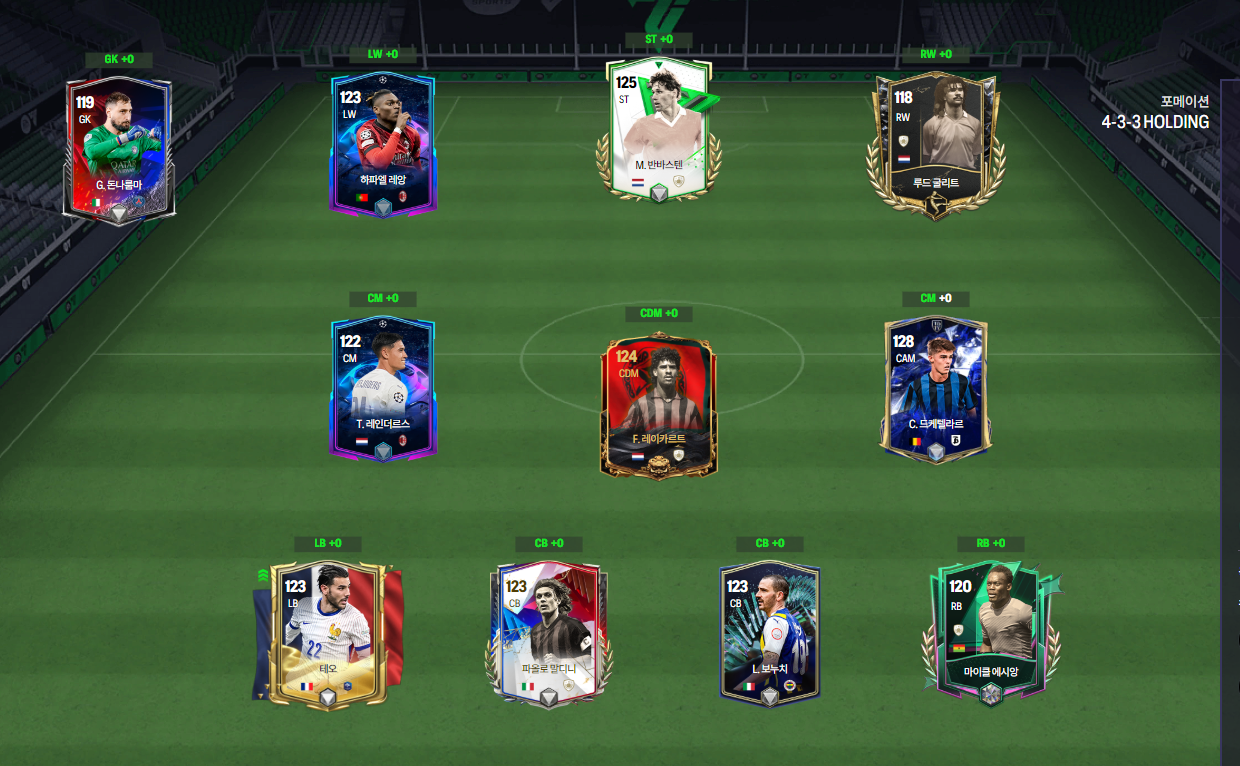 GK +0
119
GK
G. 돈나룸마
LW +0
123
LW
하파엘 레앙
ST +0
125
ST
M. 반바스텐
RW +0
118
RW
루드 굴리트
포메이션
4-3-3 HOLDING
CM +0
122
CM
T. 레인더르스
CDM +0
124
CDM
F. 레이카르트
CM +0
128
CAM
C. 드케텔라르
LB +0
123
LB
22
테오
CB +0
123
CB
파올로 말디니
CB +0
123
CB
L. 보누치
RB +0
120
RB
마이클 에시앙